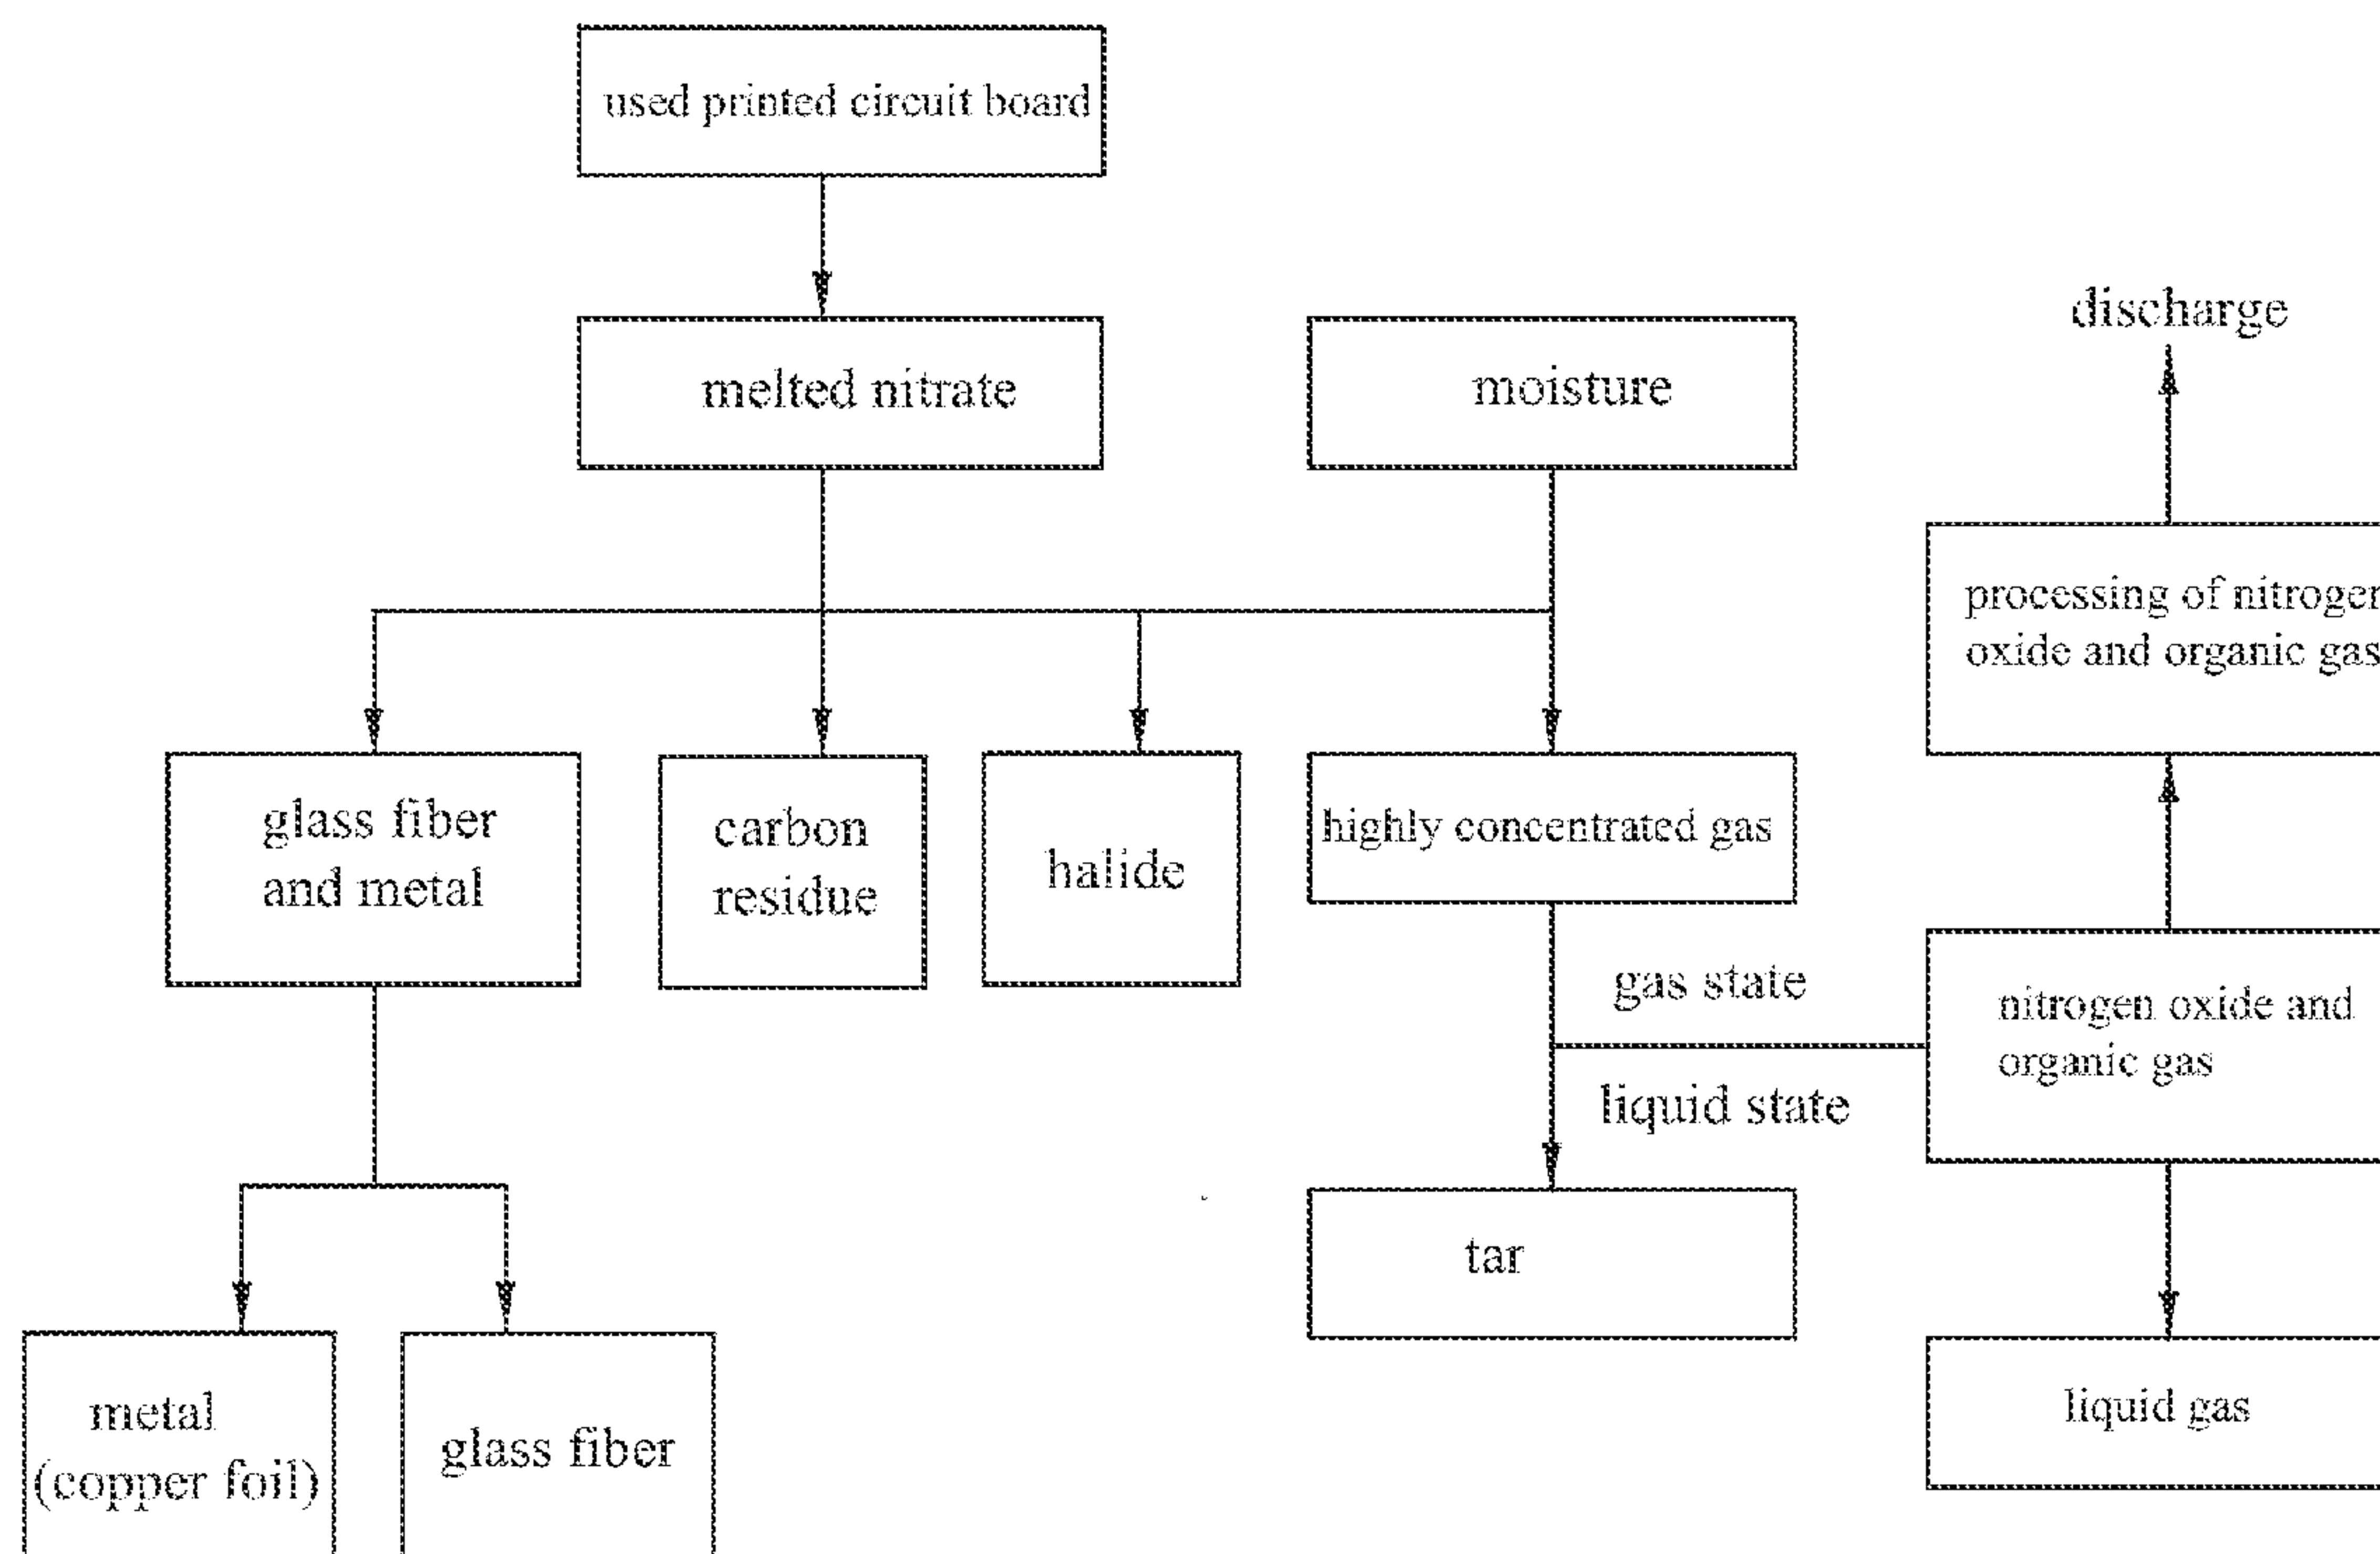 used printed circuit board
melted nitrate
moisture
discharge
processing of nitrogen
oxide and organic gas
glass fiber
and metal
carbon
residue
halide
highly concentrated gas
gas state
liquid state
nitrogen oxide and
organic gas
tar
metal
(copper foil)
glass fiber
liquid gas